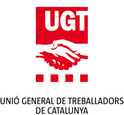 UGT
UNIÓ GENERAL DE TREBALLADORS
DE CATALUNYA